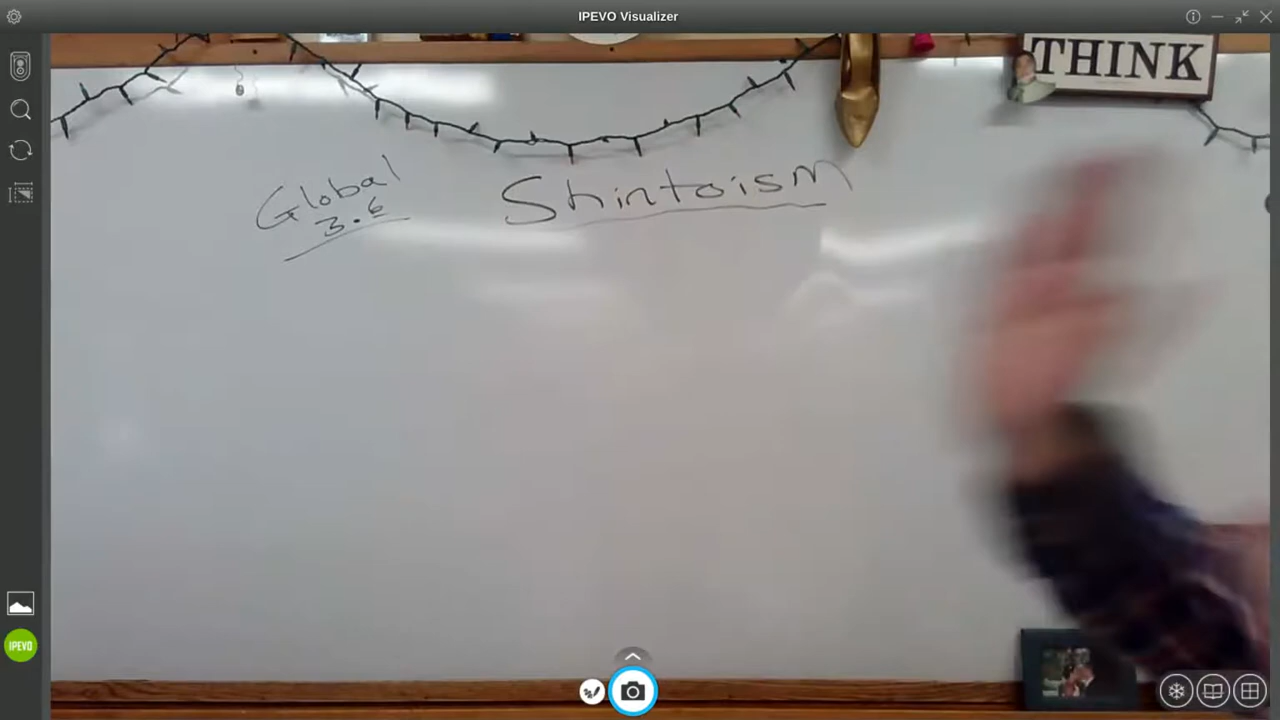 IPEVO Visualizer
THINK
Global
3.6
Shintoism
IPEVO